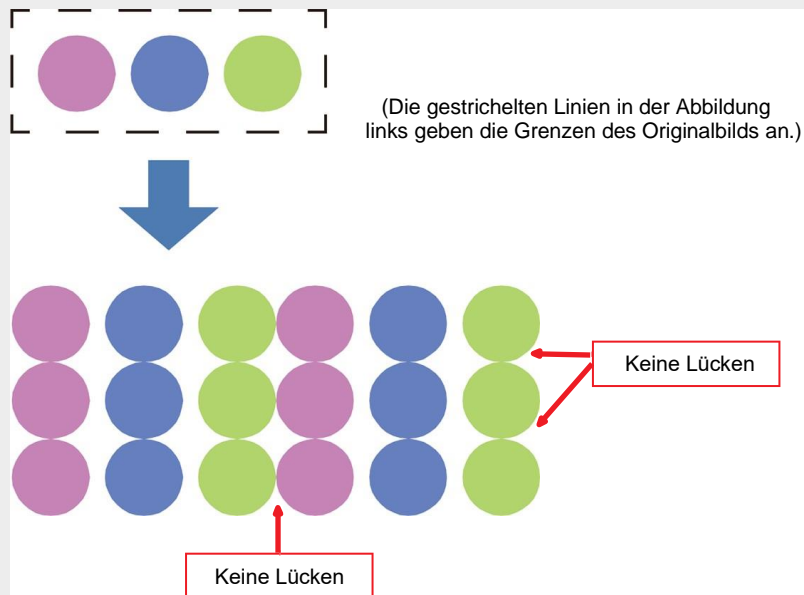 (Die gestrichelten Linien in der Abbildung
links geben die Grenzen des Originalbilds an.)
Keine Lücken
Keine Lücken